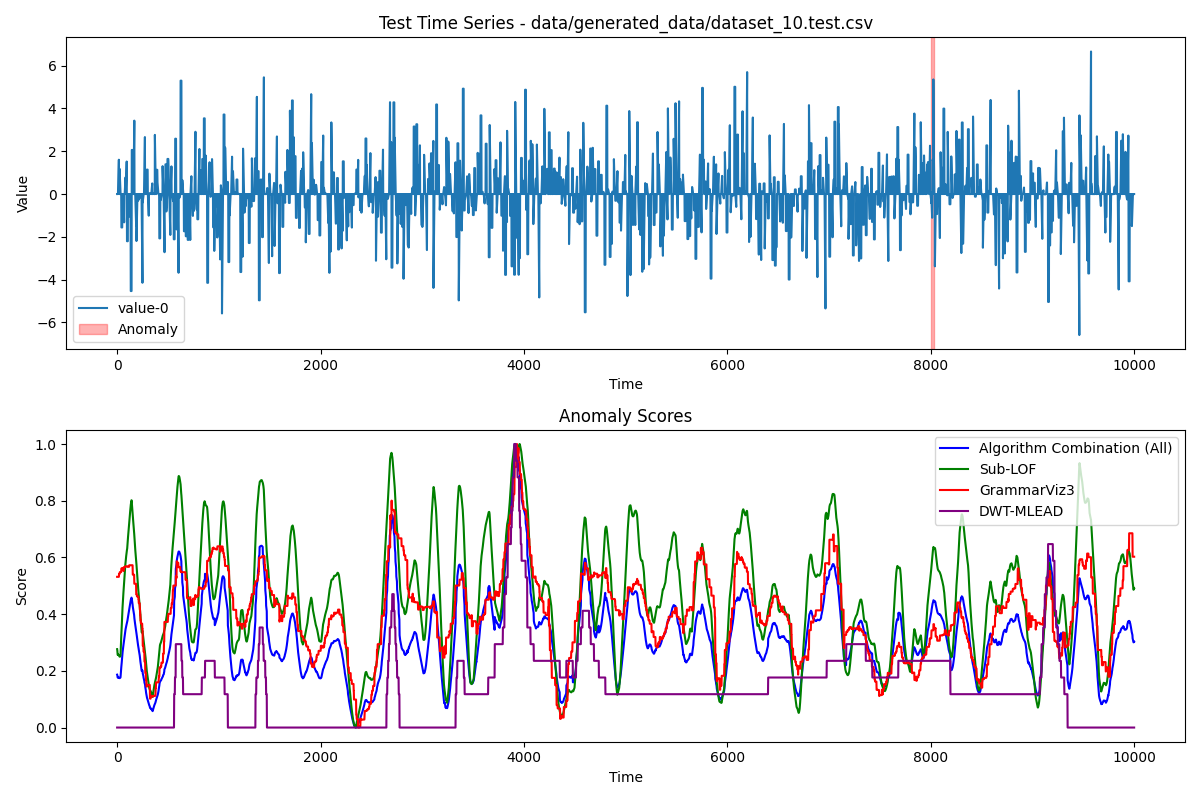 Test Time Series - data/generated_data/dataset_10.test.csv
Value
6
4
2
0
−2
−4
−6
value-0
Anomaly
0
2000
4000
6000
8000
10000
Time
Anomaly Scores
Score
1.0
0.8
0.6
0.4
0.2
0.0
Algorithm Combination (All)
Sub-LOF
GrammarViz3
DWT-MLEAD
0
2000
4000
6000
8000
10000
Time